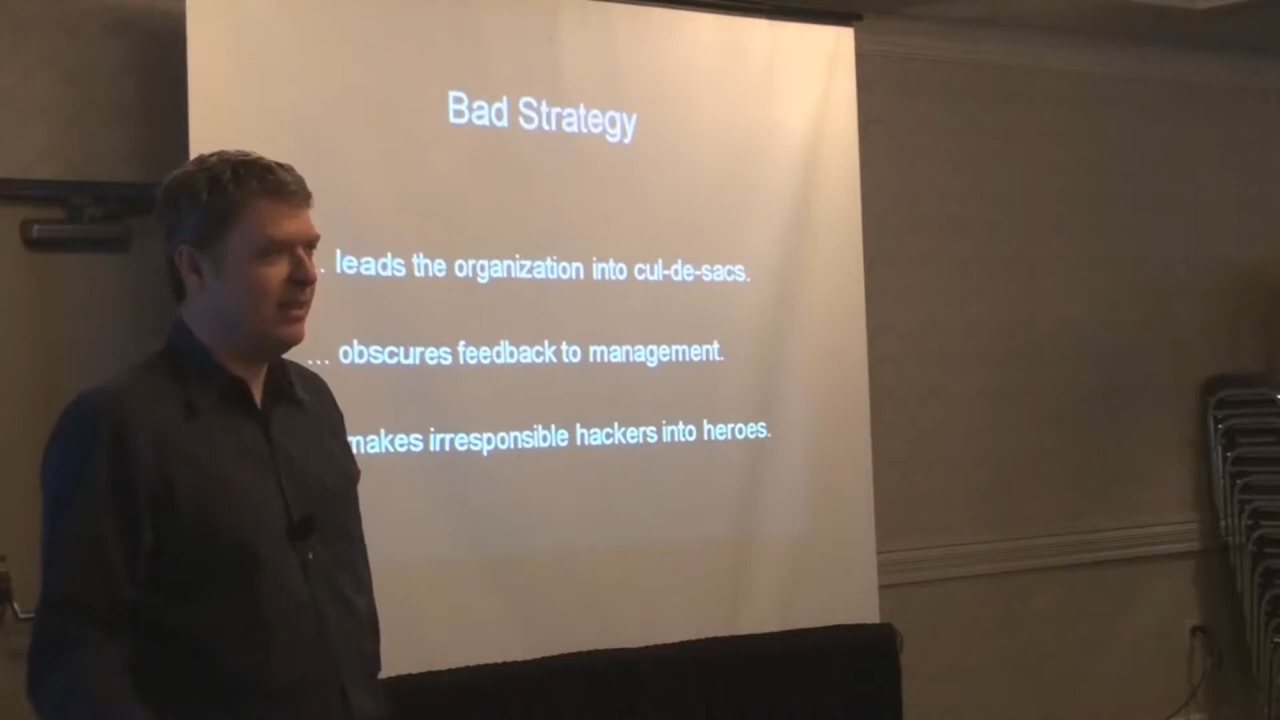 Bad Strategy
. leads the organization into cul-de-sacs.
... obscures feedback to management.
makes irresponsible hackers into heroes.